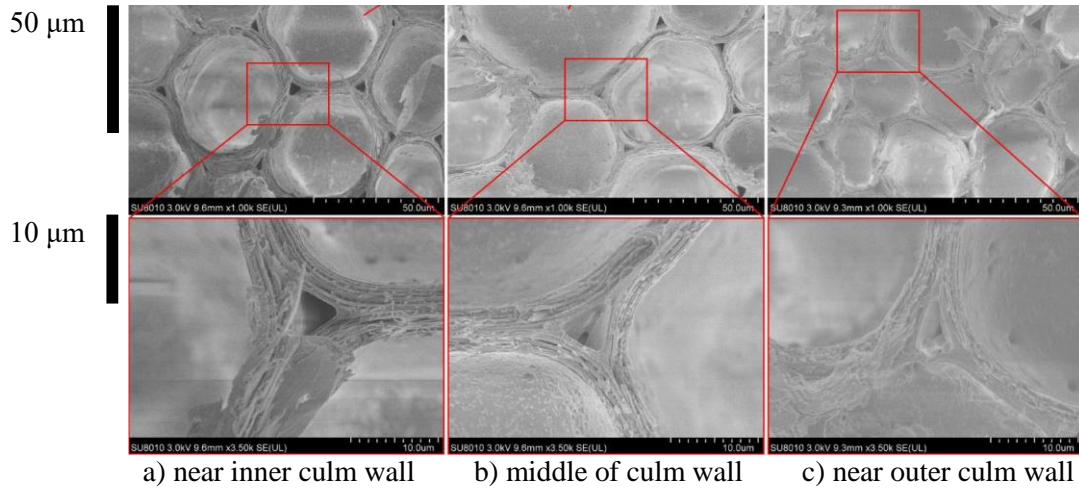 50 μm
SU8010 3.0kV 9.6mm x1.00k SE(UL) 50.0um
SU8010 3.0kV 9.6mm x1.00k SE(UL) 50.0um
SU8010 3.0kV 9.3mm x1.00k SE(UL) 50.0um
10 μm
SU8010 3.0kV 9.6mm x3.50k SE(UL) 10.0um
SU8010 3.0kV 9.6mm x3.50k SE(UL) 10.0um
SU8010 3.0kV 9.3mm x3.50k SE(UL) 10.0um
a) near inner culm wall
b) middle of culm wall
c) near outer culm wall